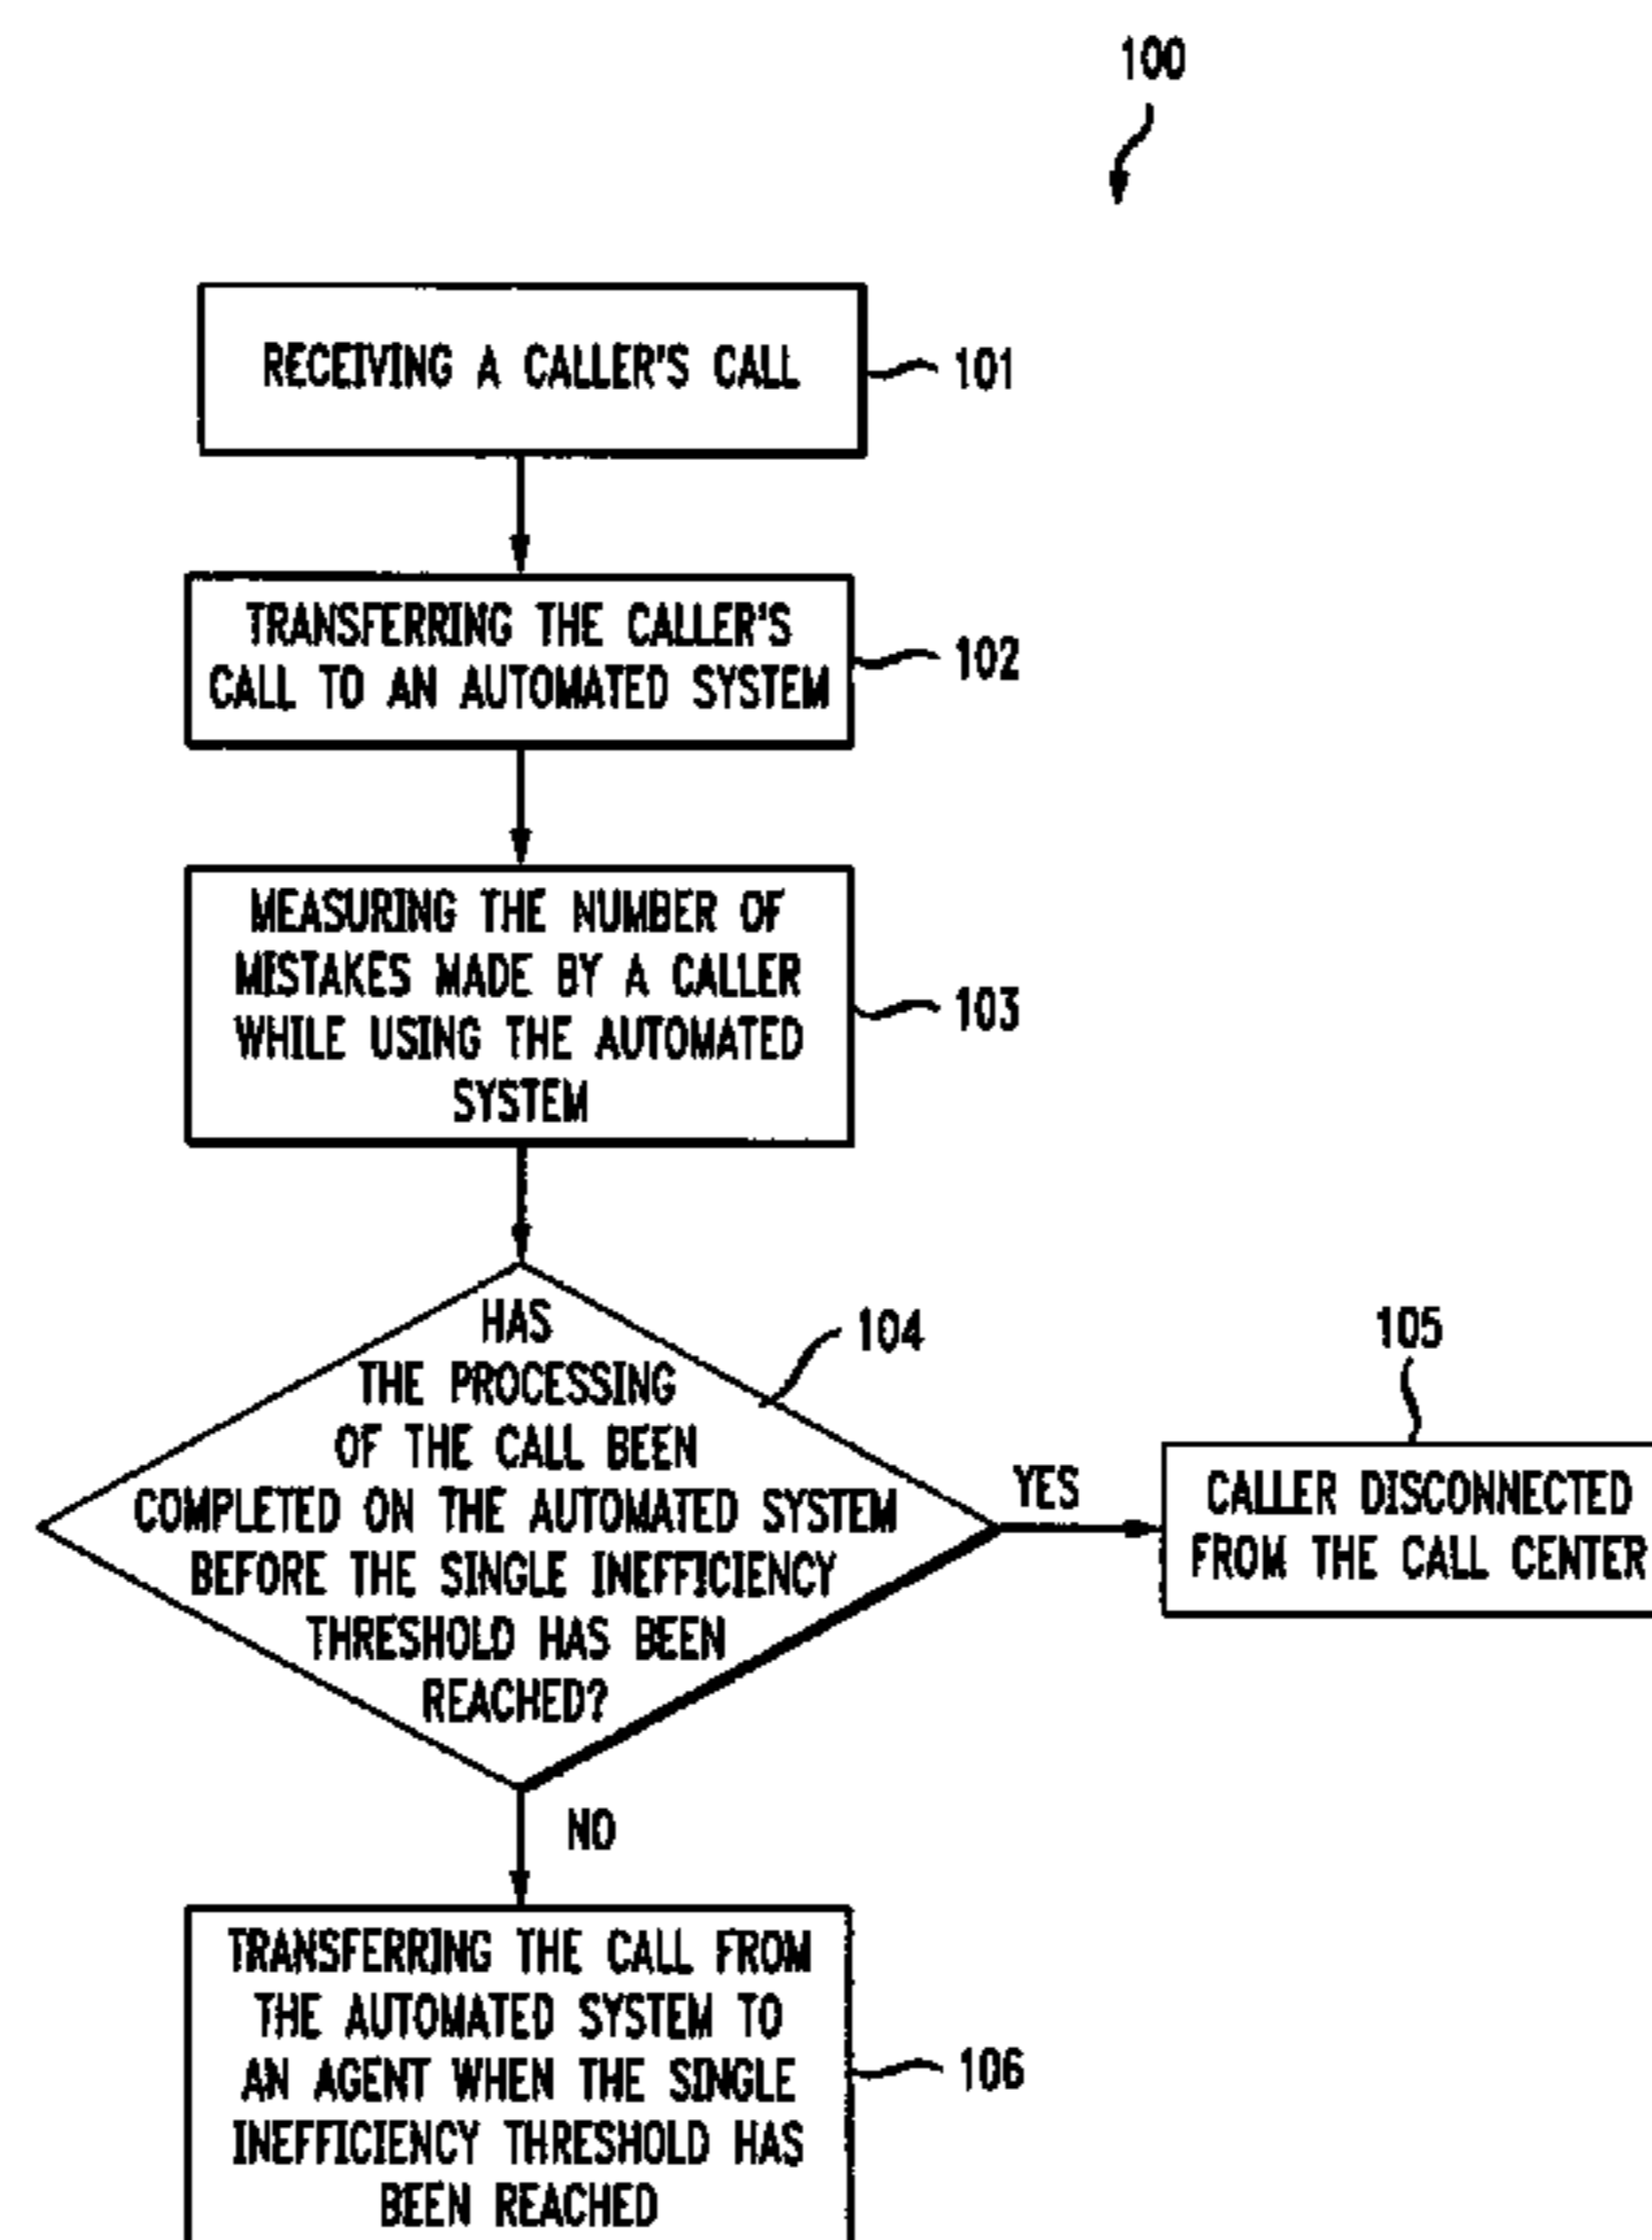 100
RECEIVING A CALLER'S CALL
101
TRANSFERRING THE CALLER'S
CALL TO AN AUTOMATED SYSTEM
102
MEASURING THE NUMBER OF
MISTAKES MADE BY A CALLER
WHILE USING THE AUTOMATED
SYSTEM
103
HAS
THE PROCESSING
OF THE CALL BEEN
COMPLETED ON THE AUTOMATED SYSTEM
BEFORE THE SINGLE INEFFICIENCY
THRESHOLD HAS BEEN
REACHED?
104
YES
105
CALLER DISCONNECTED
FROM THE CALL CENTER
NO
TRANSFERRING THE CALL FROM
THE AUTOMATED SYSTEM TO
AN AGENT WHEN THE SINGLE
INEFFICIENCY THRESHOLD HAS
BEEN REACHED
106